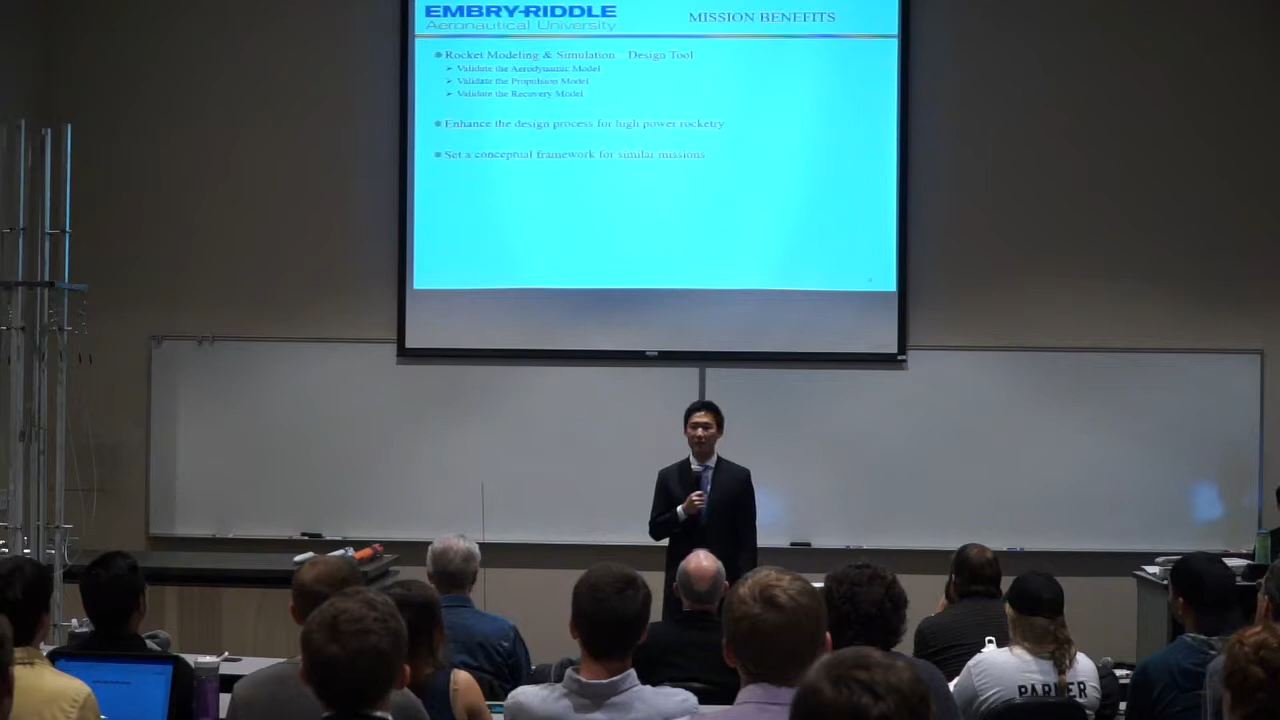 EMBRY-RIDDLE
Aeronautical University
MISSION BENEFITS
Rocket Modeling & Simulation Design Tool
Validate the Aerodynamic Model
Validate the Propulsion Model
Validate the Recovery Model
Enhance the design process for high power rocketry
Set a conceptual framework for similar missions
PARKER